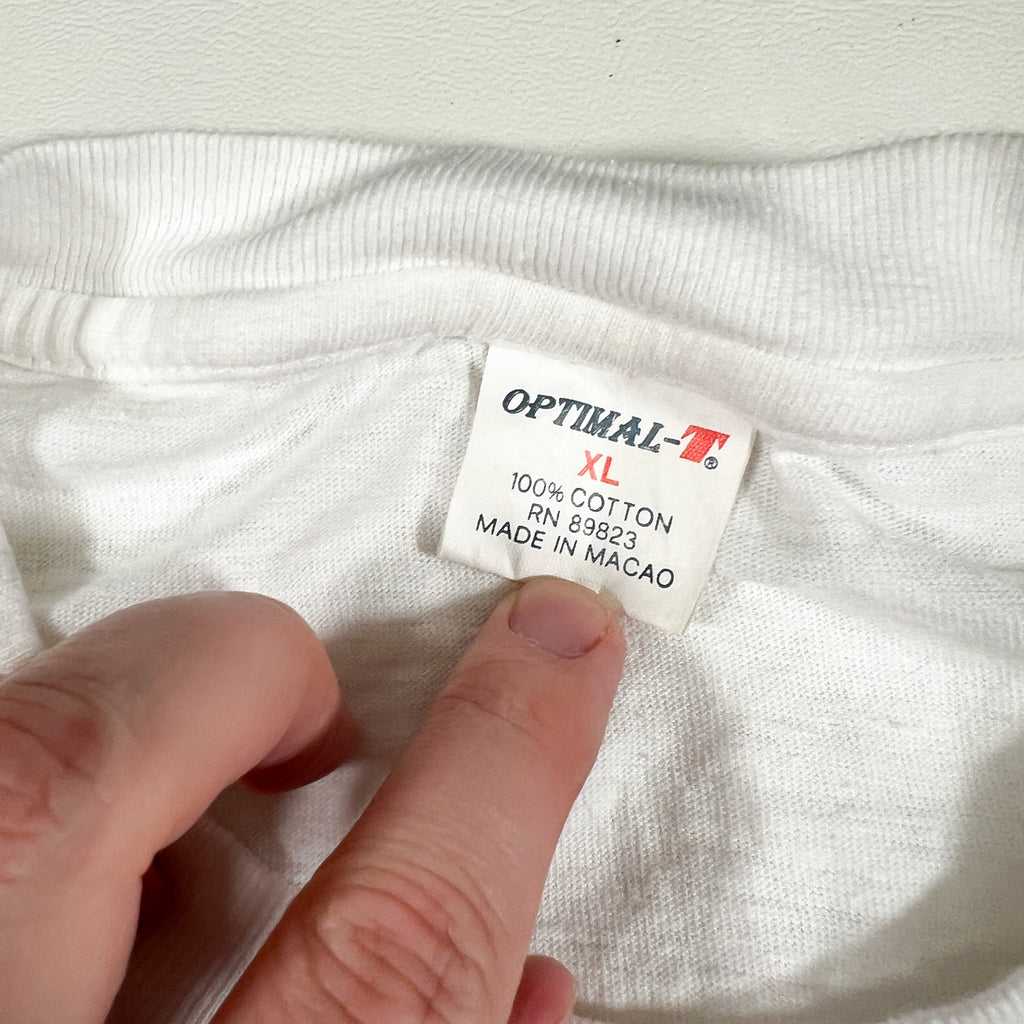 OPTIMAL-T®
XL
100% COTTON
RN 89823
MADE IN MACAO